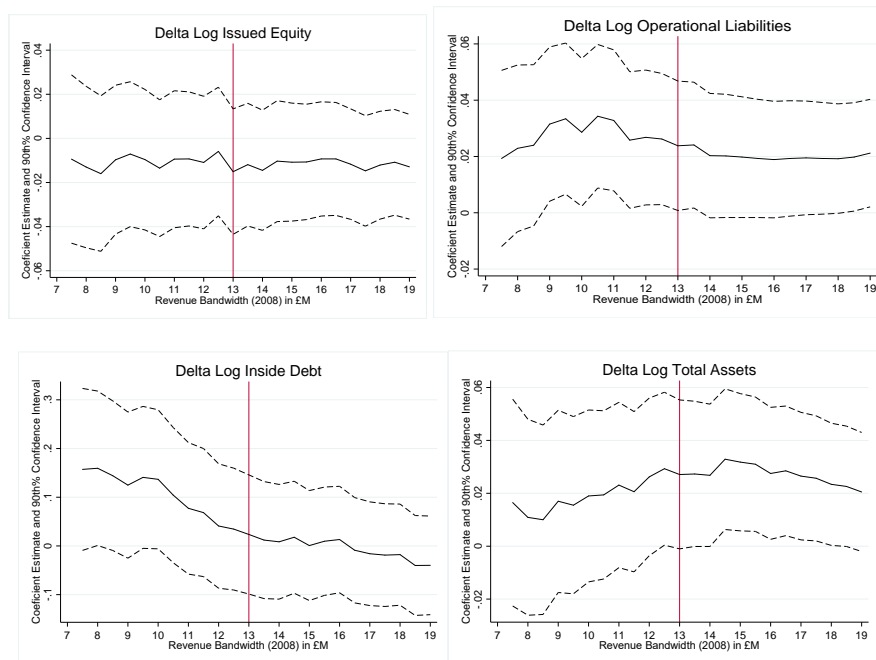 Delta Log Issued Equity
Coeficient Estimate and 90th% Confidence Interval
.04
.02
0
-.02
-.04
-.06
7 8 9 10 11 12 13 14 15 16 17 18 19
Revenue Bandwidth (2008) in £M
Delta Log Operational Liabilities
Coeficient Estimate and 90th% Confidence Interval
.06
.04
.02
0
-.02
7 8 9 10 11 12 13 14 15 16 17 18 19
Revenue Bandwidth (2008) in £M
Delta Log Inside Debt
Coeficient Estimate and 90th% Confidence Interval
.3
.2
.1
0
-.1
7 8 9 10 11 12 13 14 15 16 17 18 19
Revenue Bandwidth (2008) in £M
Delta Log Total Assets
Coeficient Estimate and 90th% Confidence Interval
.06
.04
.02
0
-.02
7 8 9 10 11 12 13 14 15 16 17 18 19
Revenue Bandwidth (2008) in £M